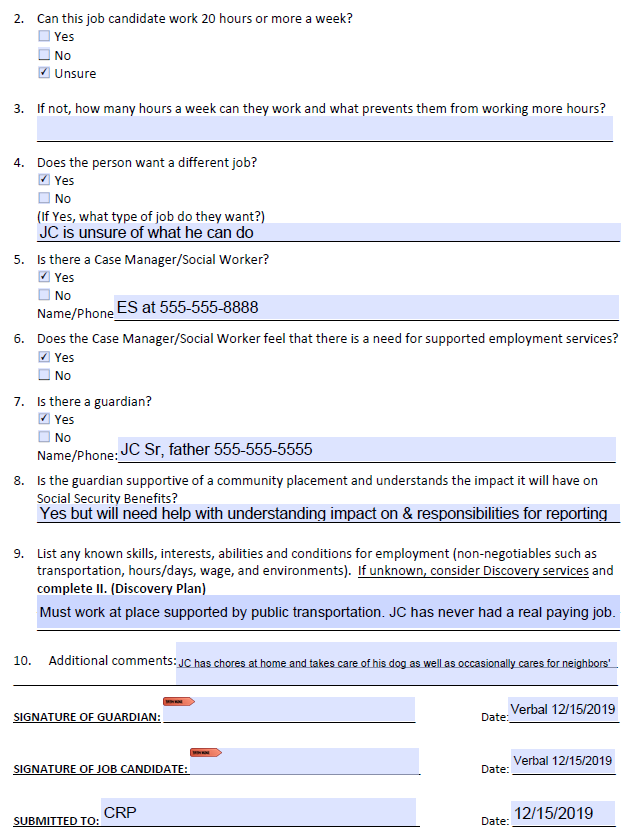 2. Can this job candidate work 20 hours or more a week?
Yes
No
Unsure
3. If not, how many hours a week can they work and what prevents them from working more hours?
4. Does the person want a different job?
Yes
No
(If Yes, what type of job do they want?)
JC is unsure of what he can do
5. Is there a Case Manager/Social Worker?
Yes
No
Name/Phone ES at 555-555-8888
6. Does the Case Manager/Social Worker feel that there is a need for supported employment services?
Yes
No
7. Is there a guardian?
Yes
No
Name/Phone: JC Sr, father 555-555-5555
8. Is the guardian supportive of a community placement and understands the impact it will have on
Social Security Benefits?
Yes but will need help with understanding impact on & responsibilities for reporting
9. List any known skills, interests, abilities and conditions for employment (non-negotiables such as
transportation, hours/days, wage, and environments). If unknown, consider Discovery services and
complete II. (Discovery Plan)
Must work at place supported by public transportation. JC has never had a real paying job.
10. Additional comments: JC has chores at home and takes care of his dog as well as occasionally cares for neighbors'
SIGNATURE OF GUARDIAN: Date: Verbal 12/15/2019
SIGNATURE OF JOB CANDIDATE: Date: Verbal 12/15/2019
SUBMITTED TO: CRP Date: 12/15/2019